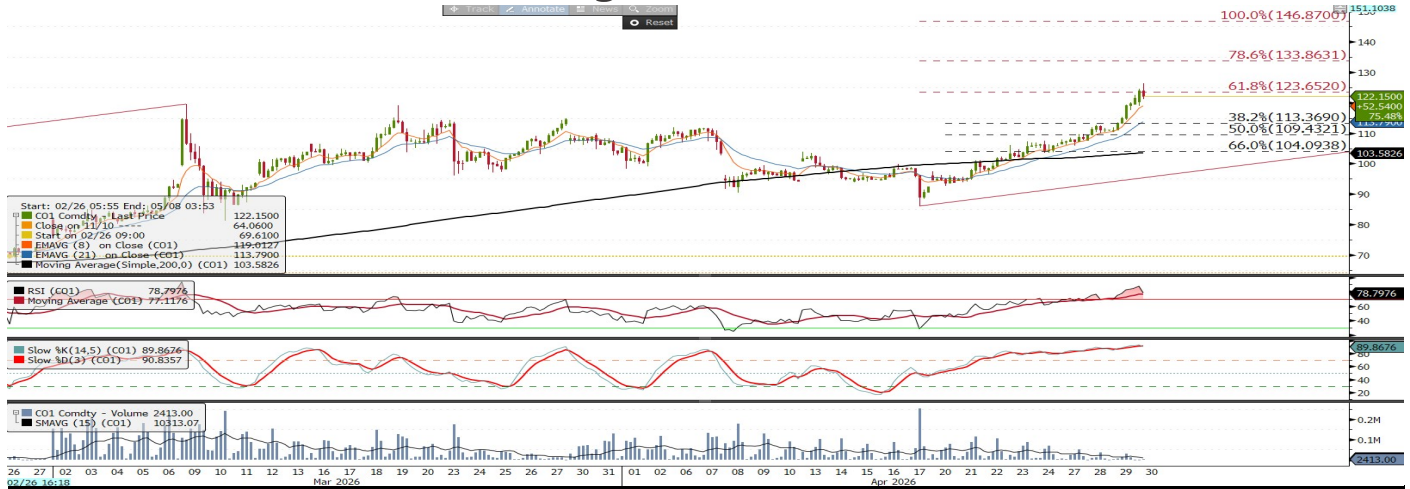 Track Annotate News Zoom
Reset
100.0%(146.8700)
151.1038
150
140
78.6%(133.8631)
130
61.8%(123.6520)
122.1500
+52.5400
75.48%
38.2%(113.3690)
113.7900
50.0%(109.4321)
110
66.0%(104.0938)
103.5826
100
90
80
70
Start: 02/26 05:55 End: 05/08 03:53
CO1 Comdty - Last Price 122.1500
Close on 11/10 ---- 64.0600
Start on 02/26 09:00 69.6100
EMAVG (8) on Close (CO1) 119.0127
EMAVG (21) on Close (CO1) 113.7900
Moving Average(Simple,200,0) (CO1) 103.5826
RSI (CO1) 78.7976
Moving Average (CO1) 77.1176
78.7976
60
40
Slow %K(14,5) (CO1) 89.8676
Slow %D(3) (CO1) 90.8357
89.8676
80
60
40
20
CO1 Comdty - Volume 2413.00
SMAVG (15) (CO1) 10313.07
0.2M
0.1M
2413.00
26 27 02 03 04 05 06 09 10 11 12 13 16 17 18 19 20 23 24 25 26 27 30 31 01 02 06 07 08 09 10 13 14 15 16 17 20 21 22 23 24 27 28 29 30
02/26 16:18
Mar 2026
Apr 2026